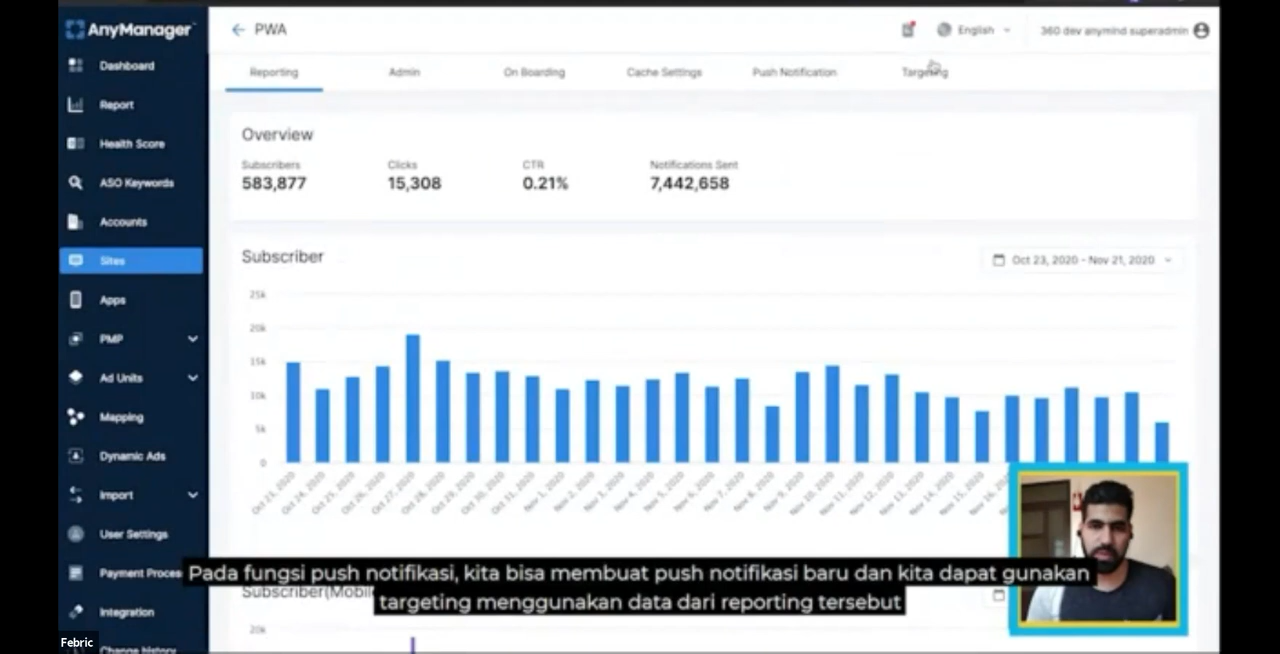 AnyManager
PWA
English
360 dev anymind superadmin
Dashboard
Report
Health Score
ASO Keywords
Accounts
Sites
Apps
PMP
Ad Units
Mapping
Dynamic Ads
Import
User Settings
Payment Proces
Integration
Change history
Reporting
Admin
On Boarding
Cache Settings
Push Notification
Targeting
Overview
Subscribers
583,877
Clicks
15,308
CTR
0.21%
Notifications Sent
7,442,658
Subscriber
Oct 23, 2020 - Nov 21, 2020
25k
20k
15k
10k
5k
0
Oct 23, 2020
Oct 24, 2020
Oct 25, 2020
Oct 26, 2020
Oct 27, 2020
Oct 28, 2020
Oct 29, 2020
Oct 30, 2020
Oct 31, 2020
Nov 1, 2020
Nov 2, 2020
Nov 3, 2020
Nov 4, 2020
Nov 5, 2020
Nov 6, 2020
Nov 7, 2020
Nov 8, 2020
Nov 9, 2020
Nov 10, 2020
Nov 11, 2020
Nov 12, 2020
Nov 13, 2020
Nov 14, 2020
Nov 15, 2020
Nov 16, 20
Pada fungsi push notifikasi, kita bisa membuat push notifikasi baru dan kita dapat gunakan
targeting menggunakan data dari reporting tersebut
Subscriber(Mobil
20k
Febric